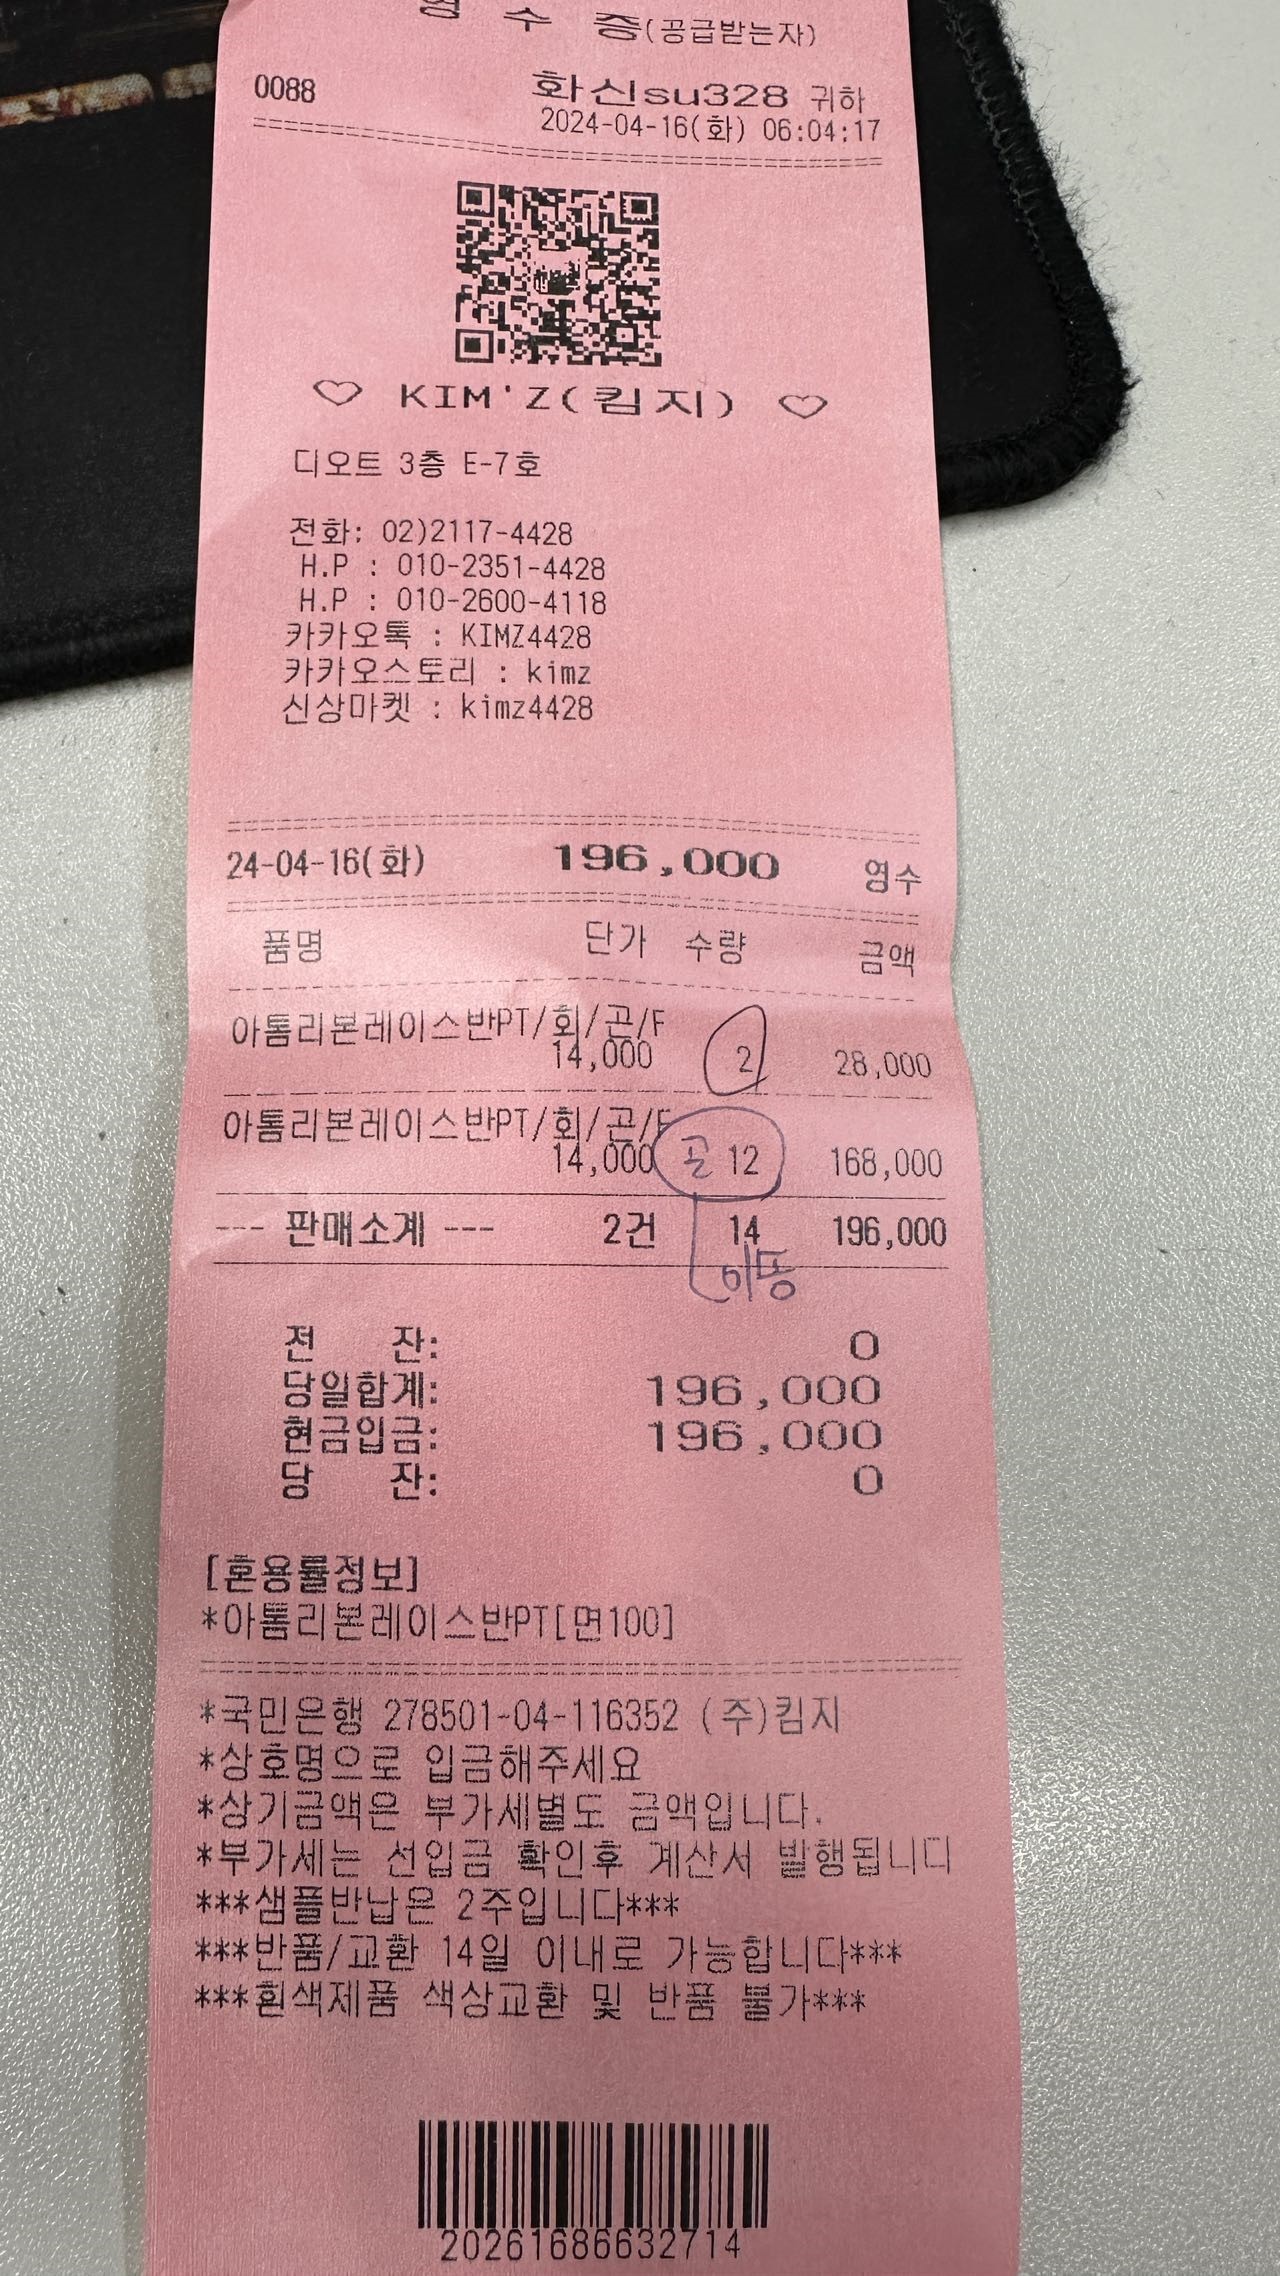 영 수 증(공급받는자)
0088 화신su328 귀하
2024-04-16(화) 06:04:17
♡ KIM'Z(킴지) ♡
디오트 3층 E-7호
전화: 02)2117-4428
H.P : 010-2351-4428
H.P : 010-2600-4118
카카오톡 : KIMZ4428
카카오스토리 : kimz
신상마켓 : kimz4428
24-04-16(화) 196,000 영수
품명 단가 수량 금액
아톰리본레이스반PT/회/곤/F
14,000 2 28,000
아톰리본레이스반PT/회/곤/F
14,000 곤 12 168,000
--- 판매소계 --- 2건 14 196,000
전 잔: 0
당일합계: 196,000
현금입금: 196,000
당 잔: 0
[혼용률정보]
*아톰리본레이스반PT[면100]
*국민은행 278501-04-116352 (주)킴지
*상호명으로 입금해주세요
*상기금액은 부가세별도 금액입니다.
*부가세는 선입금 확인후 계산서 발행됩니다
***샘플반납은 2주입니다***
***반품/교환 14일 이내로 가능합니다***
***흰색제품 색상교환 및 반품 불가***
20261686632714